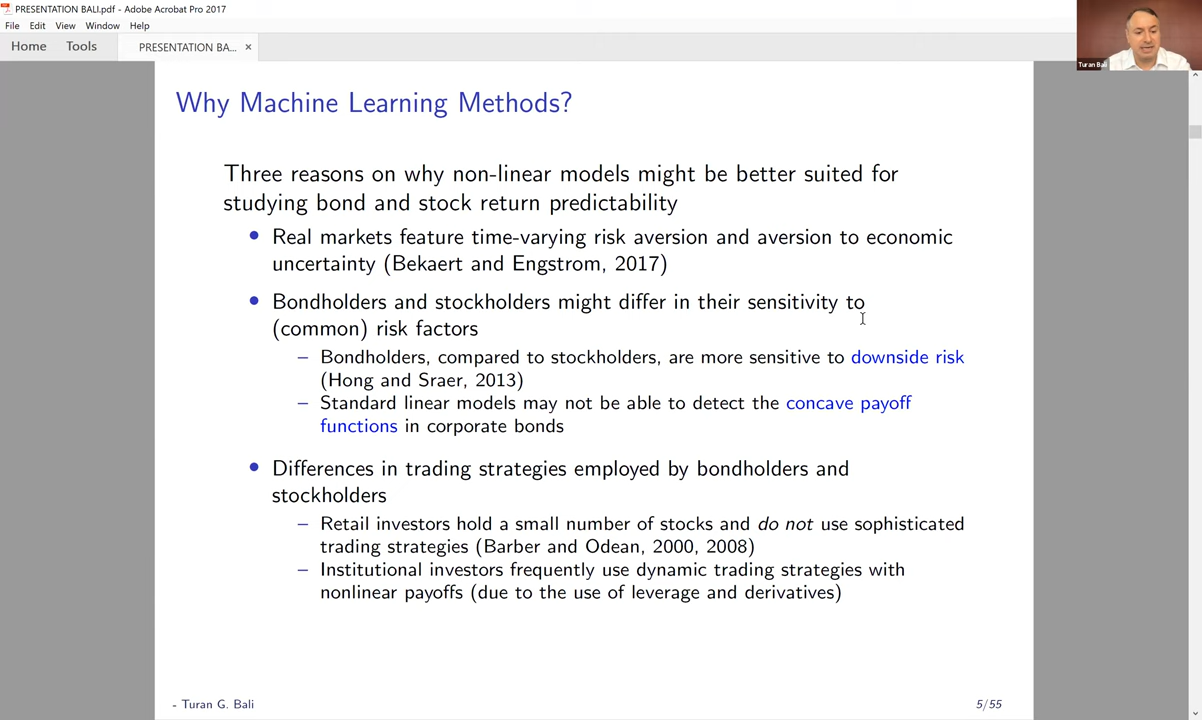 PRESENTATION BALI.pdf - Adobe Acrobat Pro 2017
File Edit View Window Help
Home Tools PRESENTATION BA... ×
Turan Bali
Why Machine Learning Methods?
Three reasons on why non-linear models might be better suited for
studying bond and stock return predictability
• Real markets feature time-varying risk aversion and aversion to economic
uncertainty (Bekaert and Engstrom, 2017)
• Bondholders and stockholders might differ in their sensitivity to
(common) risk factors
– Bondholders, compared to stockholders, are more sensitive to downside risk
(Hong and Sraer, 2013)
– Standard linear models may not be able to detect the concave payoff
functions in corporate bonds
• Differences in trading strategies employed by bondholders and
stockholders
– Retail investors hold a small number of stocks and do not use sophisticated
trading strategies (Barber and Odean, 2000, 2008)
– Institutional investors frequently use dynamic trading strategies with
nonlinear payoffs (due to the use of leverage and derivatives)
- Turan G. Bali 5/55